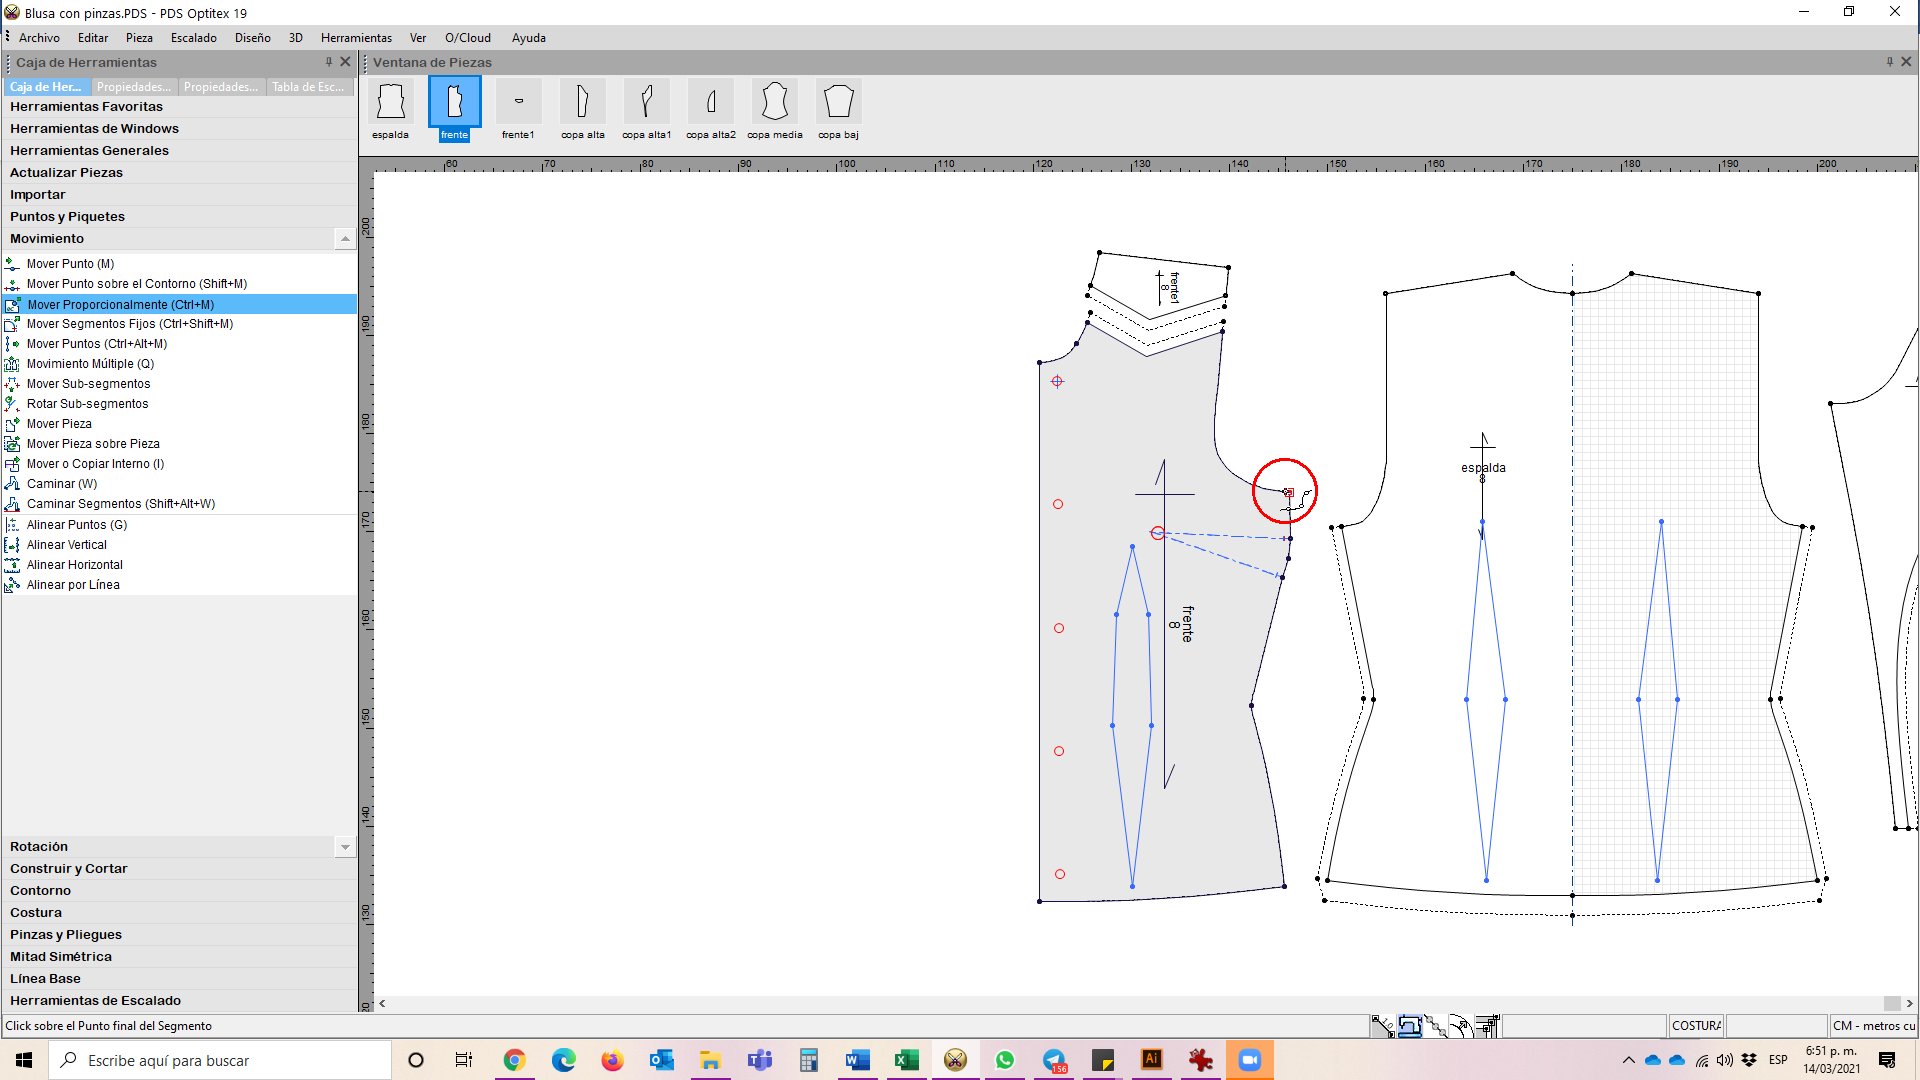 Blusa con pinzas.PDS - PDS Optitex 19
Archivo Editar Pieza Escalado Diseño 3D Herramientas Ver O/Cloud Ayuda
Caja de Herramientas
Ventana de Piezas
Caja de Her... Propiedades... Propiedades... Tabla de Esc...
Herramientas Favoritas
Herramientas de Windows
Herramientas Generales
Actualizar Piezas
Importar
Puntos y Piquetes
Movimiento
Mover Punto (M)
Mover Punto sobre el Contorno (Shift+M)
Mover Proporcionalmente (Ctrl+M)
Mover Segmentos Fijos (Ctrl+Shift+M)
Mover Puntos (Ctrl+Alt+M)
Movimiento Múltiple (Q)
Mover Sub-segmentos
Rotar Sub-segmentos
Mover Pieza
Mover Pieza sobre Pieza
Mover o Copiar Interno (I)
Caminar (W)
Caminar Segmentos (Shift+Alt+W)
Alinear Puntos (G)
Alinear Vertical
Alinear Horizontal
Alinear por Línea
Rotación
Construir y Cortar
Contorno
Costura
Pinzas y Pliegues
Mitad Simétrica
Línea Base
Herramientas de Escalado
espalda frente frente1 copa alta copa alta1 copa alta2 copa media copa baj
60 70 80 90 100 110 120 130 140 150 160 170 180 190 200
200
190
180
170
160
150
140
130
frente1
8
frente
8
espalda
8
Click sobre el Punto final del Segmento
COSTURA
CM - metros cu
Escribe aquí para buscar
156
ESP
6:51 p. m.
14/03/2021